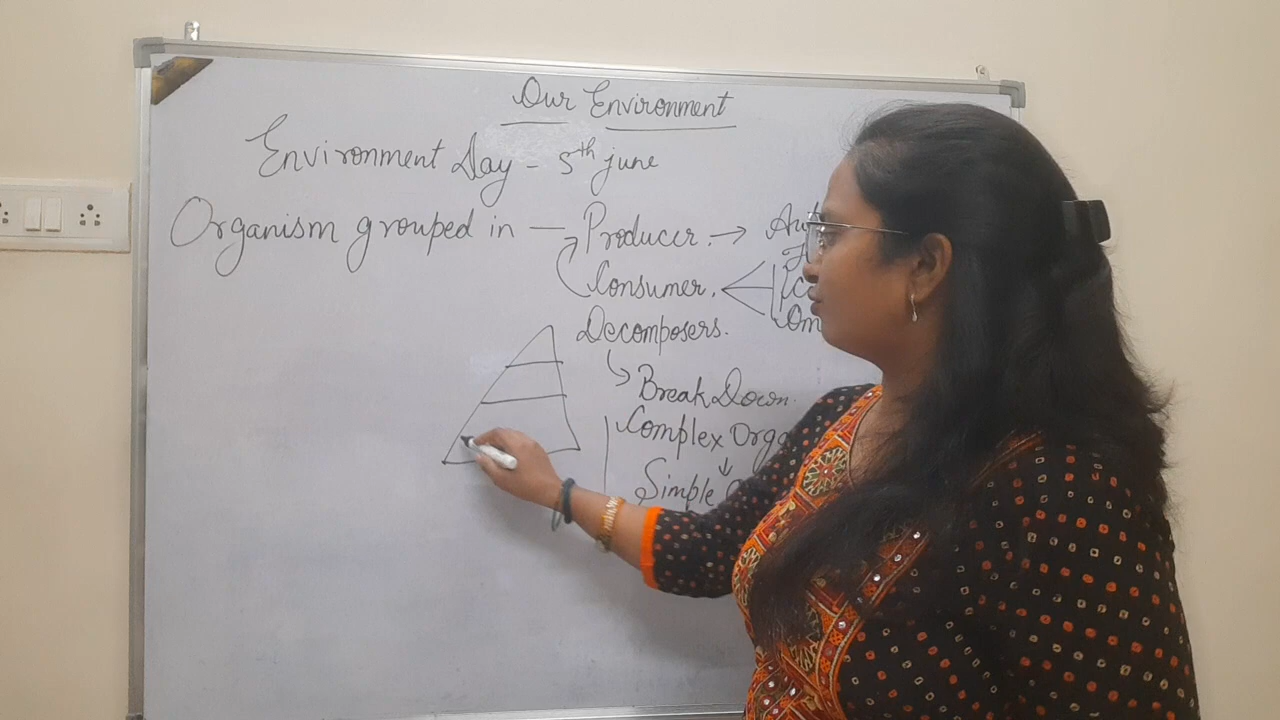 Our Environment
Environment Day - 5th june
Organism grouped in — Producer. →
Consumer.
Decomposers.
Break Down.
Complex
Simple